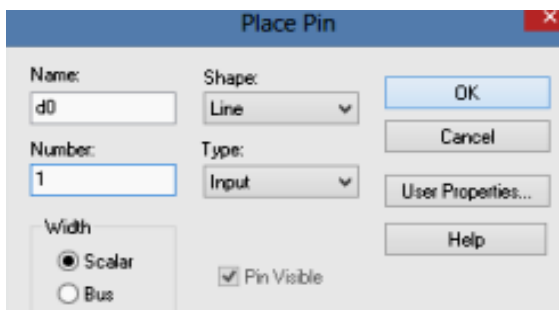 Place Pin
Name:
Shape:
d0
Line
OK
Cancel
Number:
Type:
1
Input
User Properties...
Width
Help
Scalar
Pin Visible
Bus